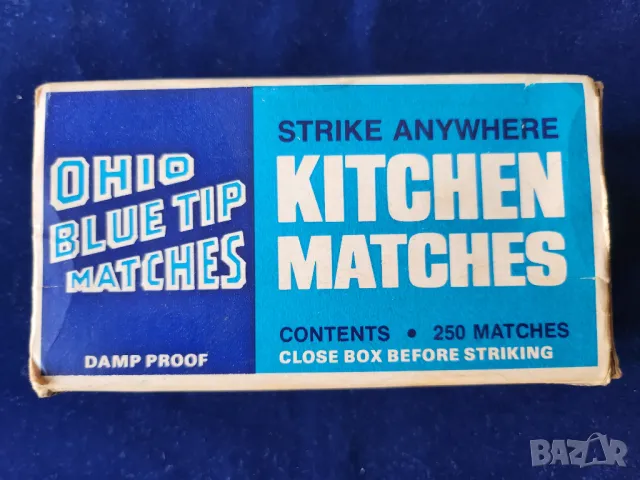 OHIO
BLUE TIP
MATCHES
DAMP PROOF
STRIKE ANYWHERE
KITCHEN
MATCHES
CONTENTS • 250 MATCHES
CLOSE BOX BEFORE STRIKING
BAZAR